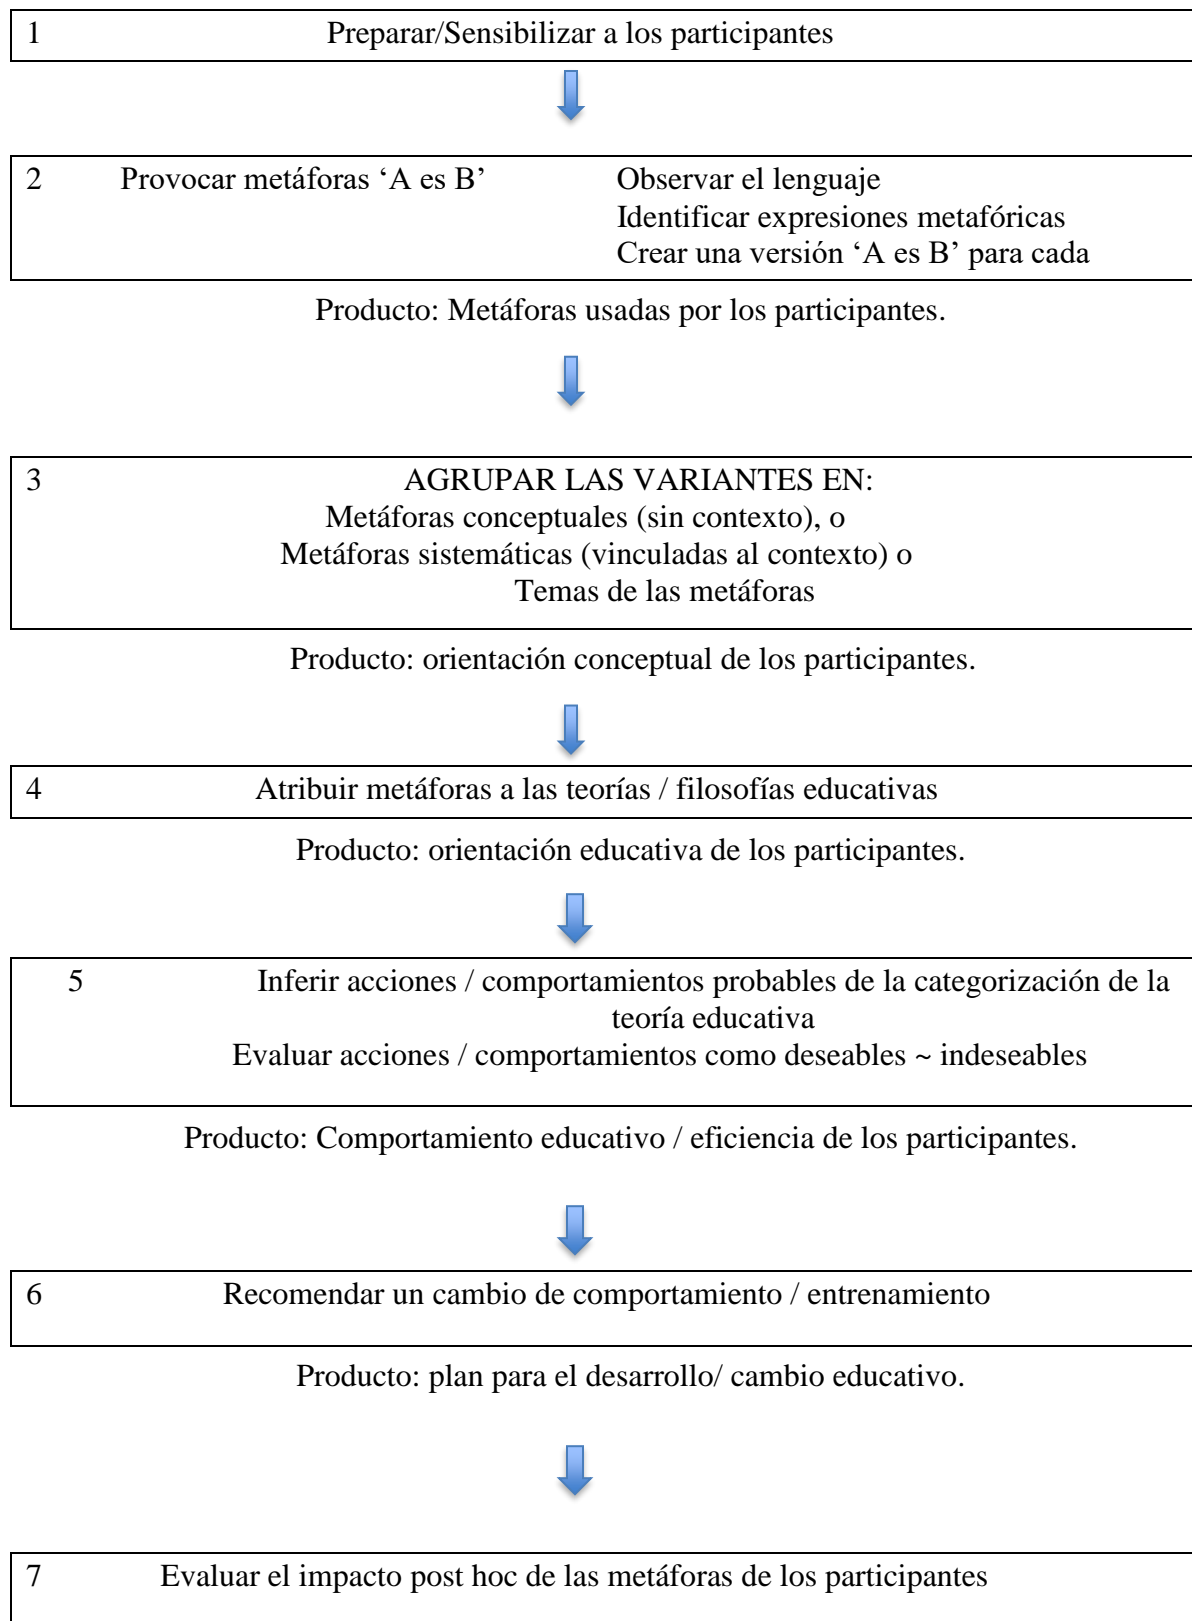 1 Preparar/Sensibilizar a los participantes
2 Provocar metáforas ‘A es B’ Observar el lenguaje
Identificar expresiones metafóricas
Crear una versión ‘A es B’ para cada
Producto: Metáforas usadas por los participantes.
3 AGRUPAR LAS VARIANTES EN:
Metáforas conceptuales (sin contexto), o
Metáforas sistemáticas (vinculadas al contexto) o
Temas de las metáforas
Producto: orientación conceptual de los participantes.
4 Atribuir metáforas a las teorías / filosofías educativas
Producto: orientación educativa de los participantes.
5 Inferir acciones / comportamientos probables de la categorización de la
teoría educativa
Evaluar acciones / comportamientos como deseables ~ indeseables
Producto: Comportamiento educativo / eficiencia de los participantes.
6 Recomendar un cambio de comportamiento / entrenamiento
Producto: plan para el desarrollo/ cambio educativo.
7 Evaluar el impacto post hoc de las metáforas de los participantes